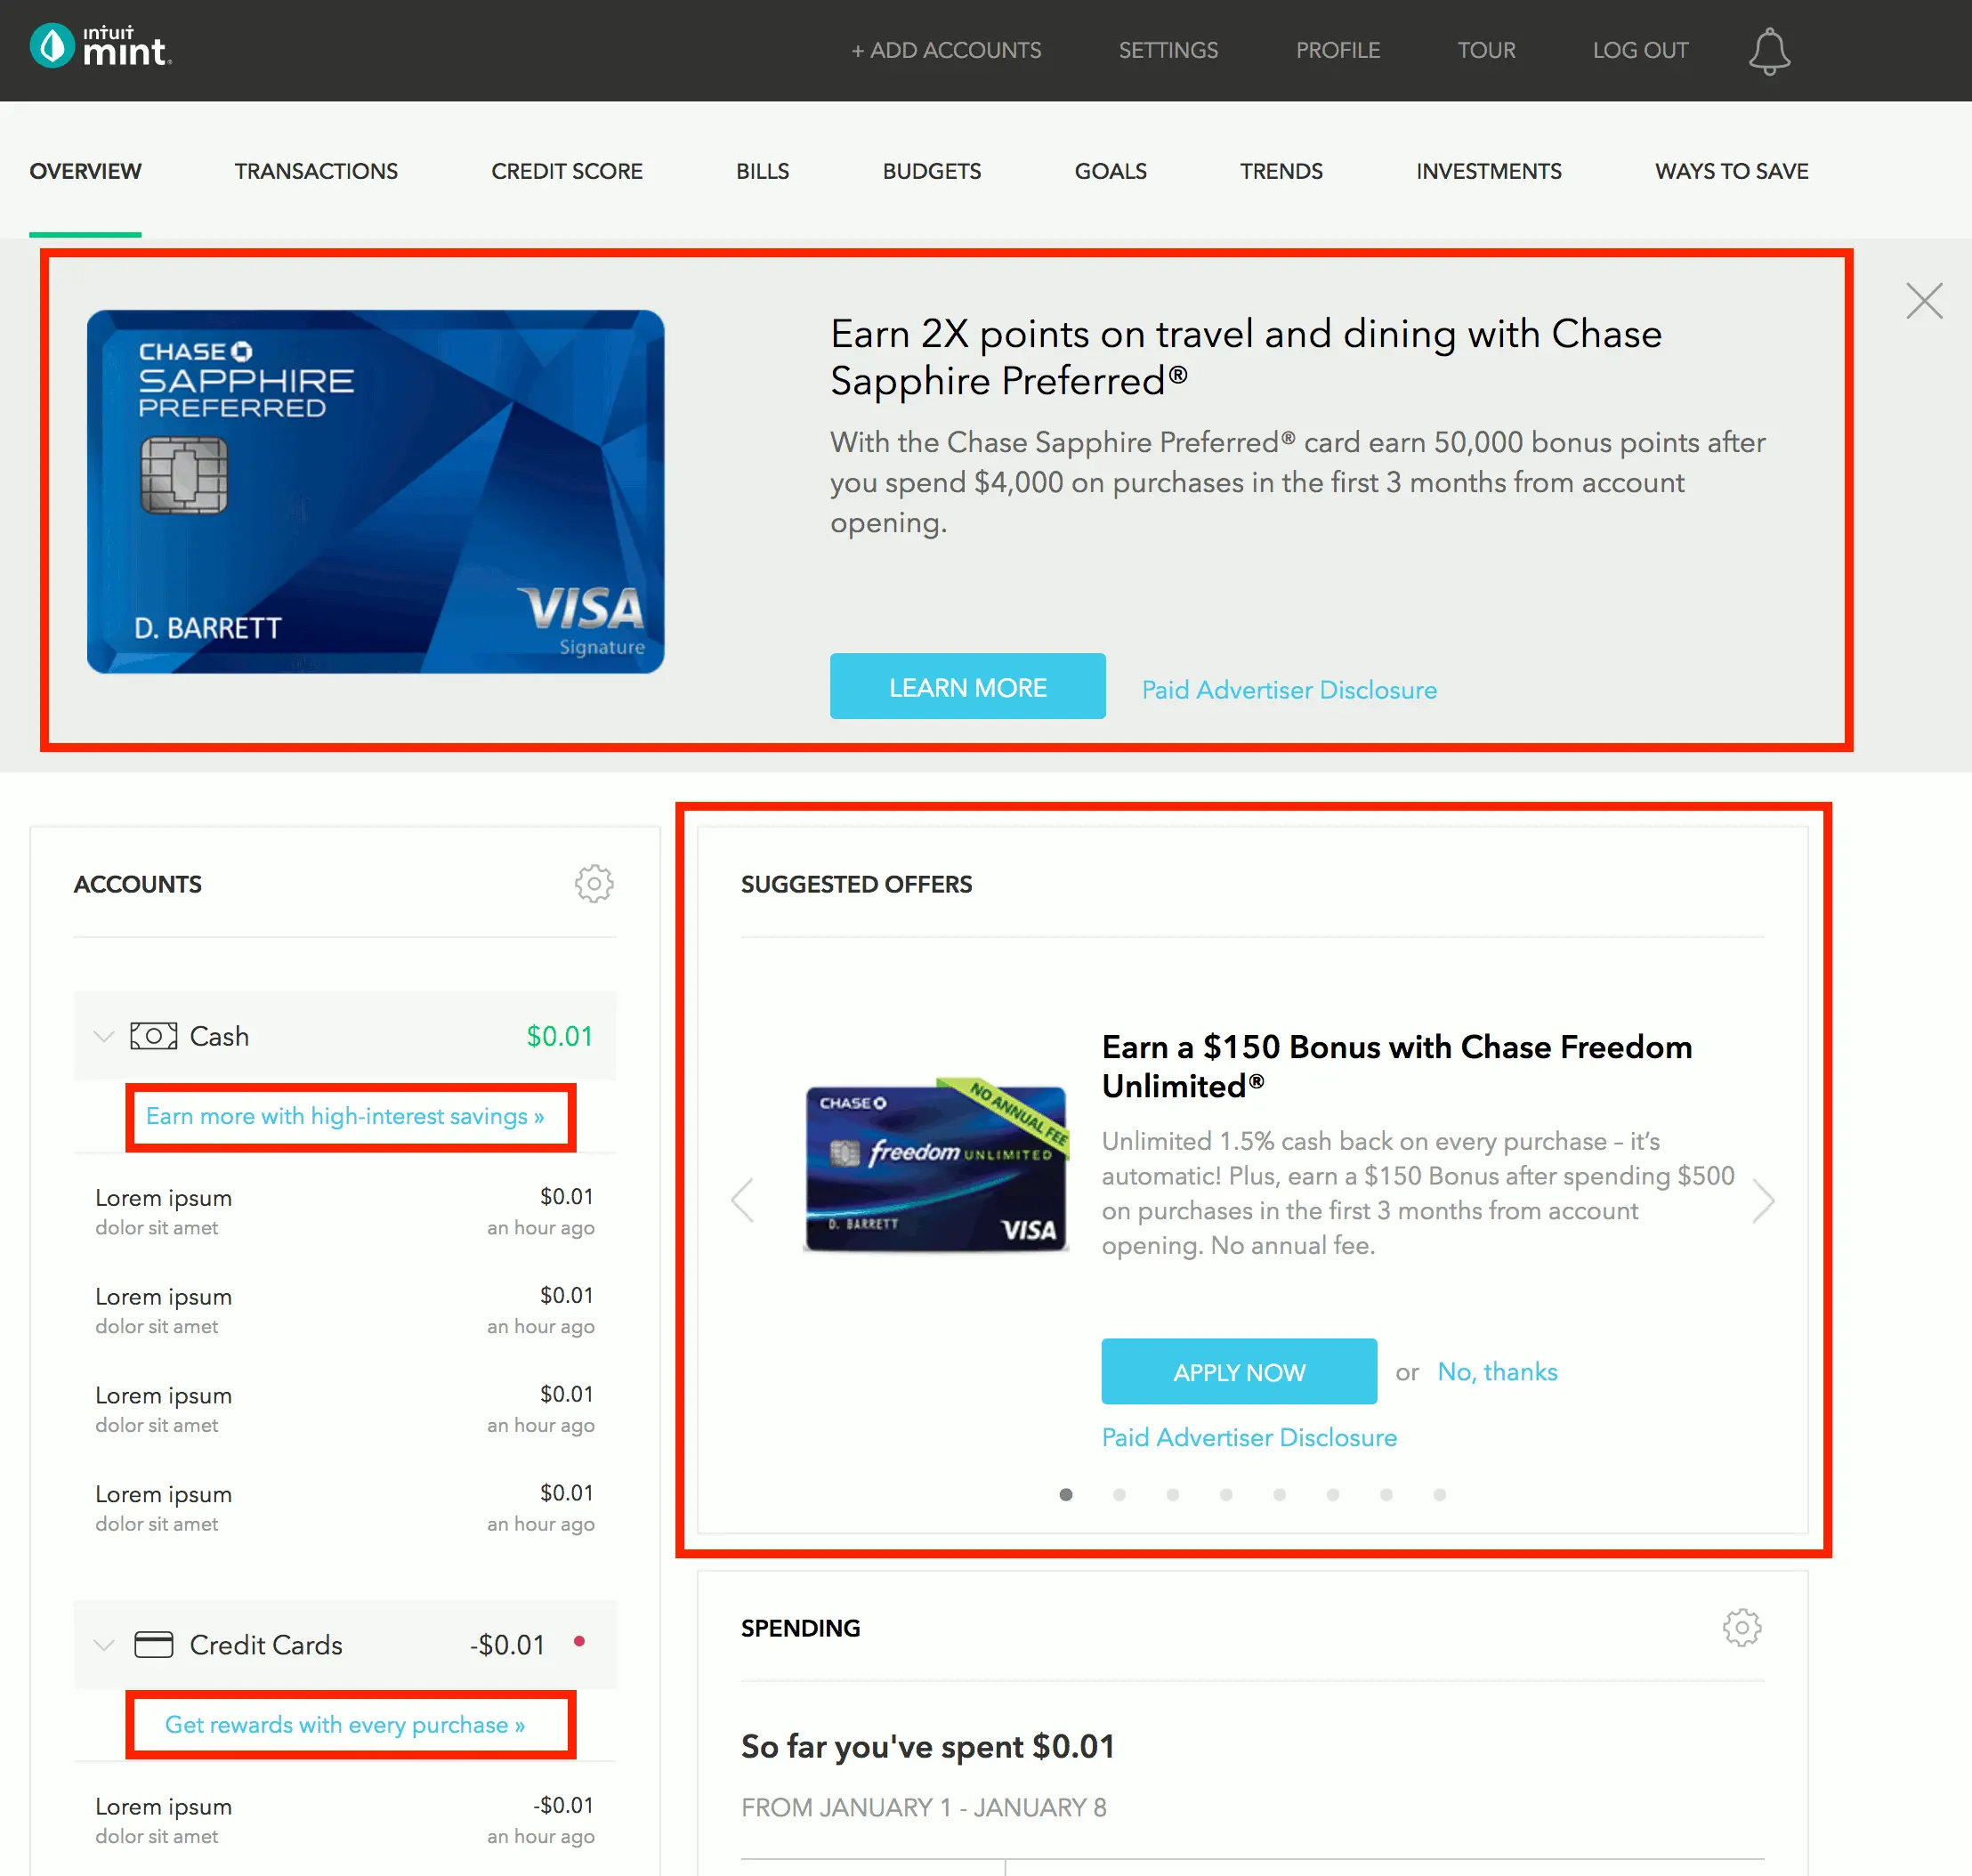 intuit
mint
+ ADD ACCOUNTS SETTINGS PROFILE TOUR LOG OUT
OVERVIEW TRANSACTIONS CREDIT SCORE BILLS BUDGETS GOALS TRENDS INVESTMENTS WAYS TO SAVE
CHASE
SAPPHIRE
PREFERRED
D. BARRETT
VISA
Signature
Earn 2X points on travel and dining with Chase
Sapphire Preferred®
With the Chase Sapphire Preferred® card earn 50,000 bonus points after
you spend $4,000 on purchases in the first 3 months from account
opening.
LEARN MORE Paid Advertiser Disclosure
ACCOUNTS
Cash $0.01
Earn more with high-interest savings »
Lorem ipsum $0.01
dolor sit amet an hour ago
Lorem ipsum $0.01
dolor sit amet an hour ago
Lorem ipsum $0.01
dolor sit amet an hour ago
Lorem ipsum $0.01
dolor sit amet an hour ago
Credit Cards -$0.01
Get rewards with every purchase »
Lorem ipsum -$0.01
dolor sit amet an hour ago
SUGGESTED OFFERS
CHASE
NO ANNUAL FEE
freedom UNLIMITED
D. BARRETT
VISA
Earn a $150 Bonus with Chase Freedom
Unlimited®
Unlimited 1.5% cash back on every purchase – it's
automatic! Plus, earn a $150 Bonus after spending $500
on purchases in the first 3 months from account
opening. No annual fee.
APPLY NOW or No, thanks
Paid Advertiser Disclosure
SPENDING
So far you've spent $0.01
FROM JANUARY 1 - JANUARY 8